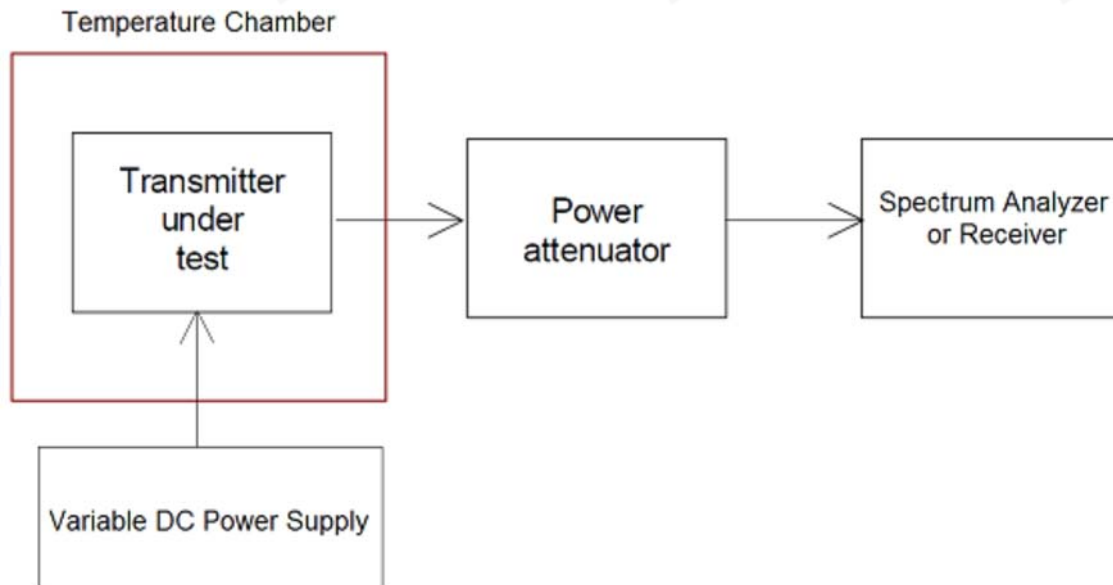 Temperature Chamber
Transmitter
under
test
Power
attenuator
Spectrum Analyzer
or Receiver
Variable DC Power Supply